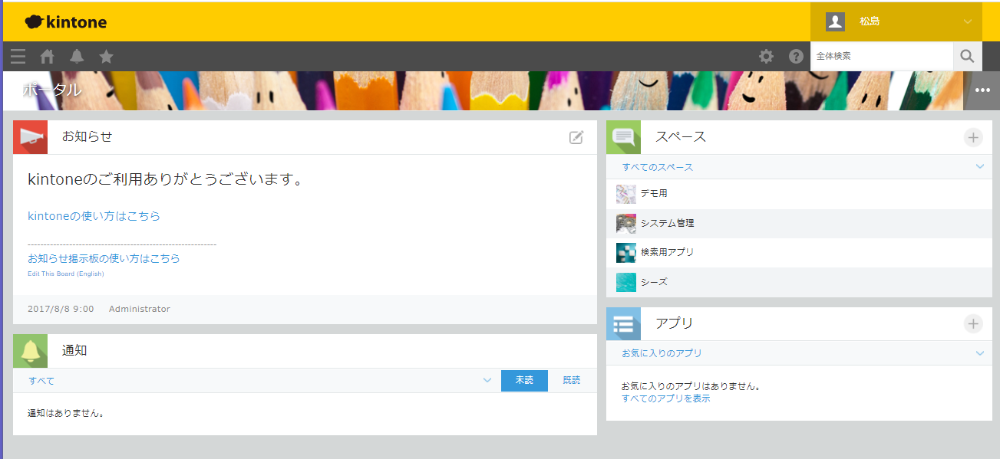 kintone
松島
全体検索
ポータル
お知らせ
kintoneのご利用ありがとうございます。
kintoneの使い方はこちら
------------------------------------------------------------
お知らせ掲示板の使い方はこちら
Edit This Board (English)
2017/8/8 9:00 Administrator
通知
すべて
未読
既読
通知はありません。
スペース
すべてのスペース
デモ用
システム管理
検索用アプリ
シーズ
アプリ
お気に入りのアプリ
お気に入りのアプリはありません。
すべてのアプリを表示